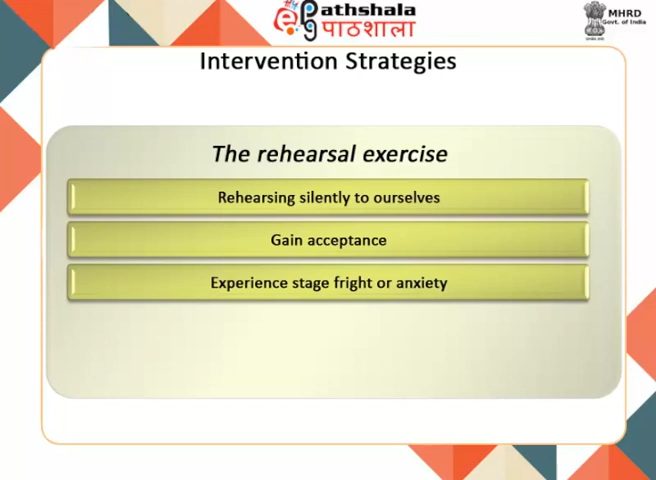 Pathshala
पाठशाला
MHRD
Govt. of India
Intervention Strategies
The rehearsal exercise
Rehearsing silently to ourselves
Gain acceptance
Experience stage fright or anxiety